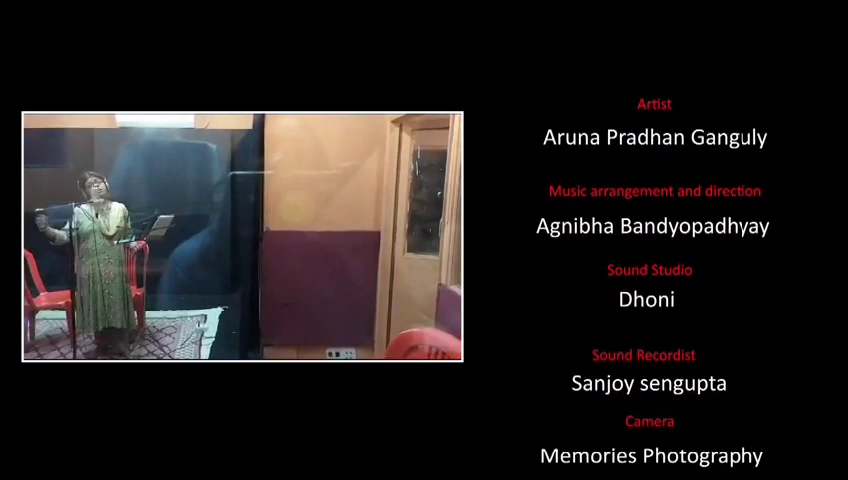 Artist
Aruna Pradhan Ganguly
Music arrangement and direction
Agnibha Bandyopadhyay
Sound Studio
Dhoni
Sound Recordist
Sanjoy sengupta
Camera
Memories Photography